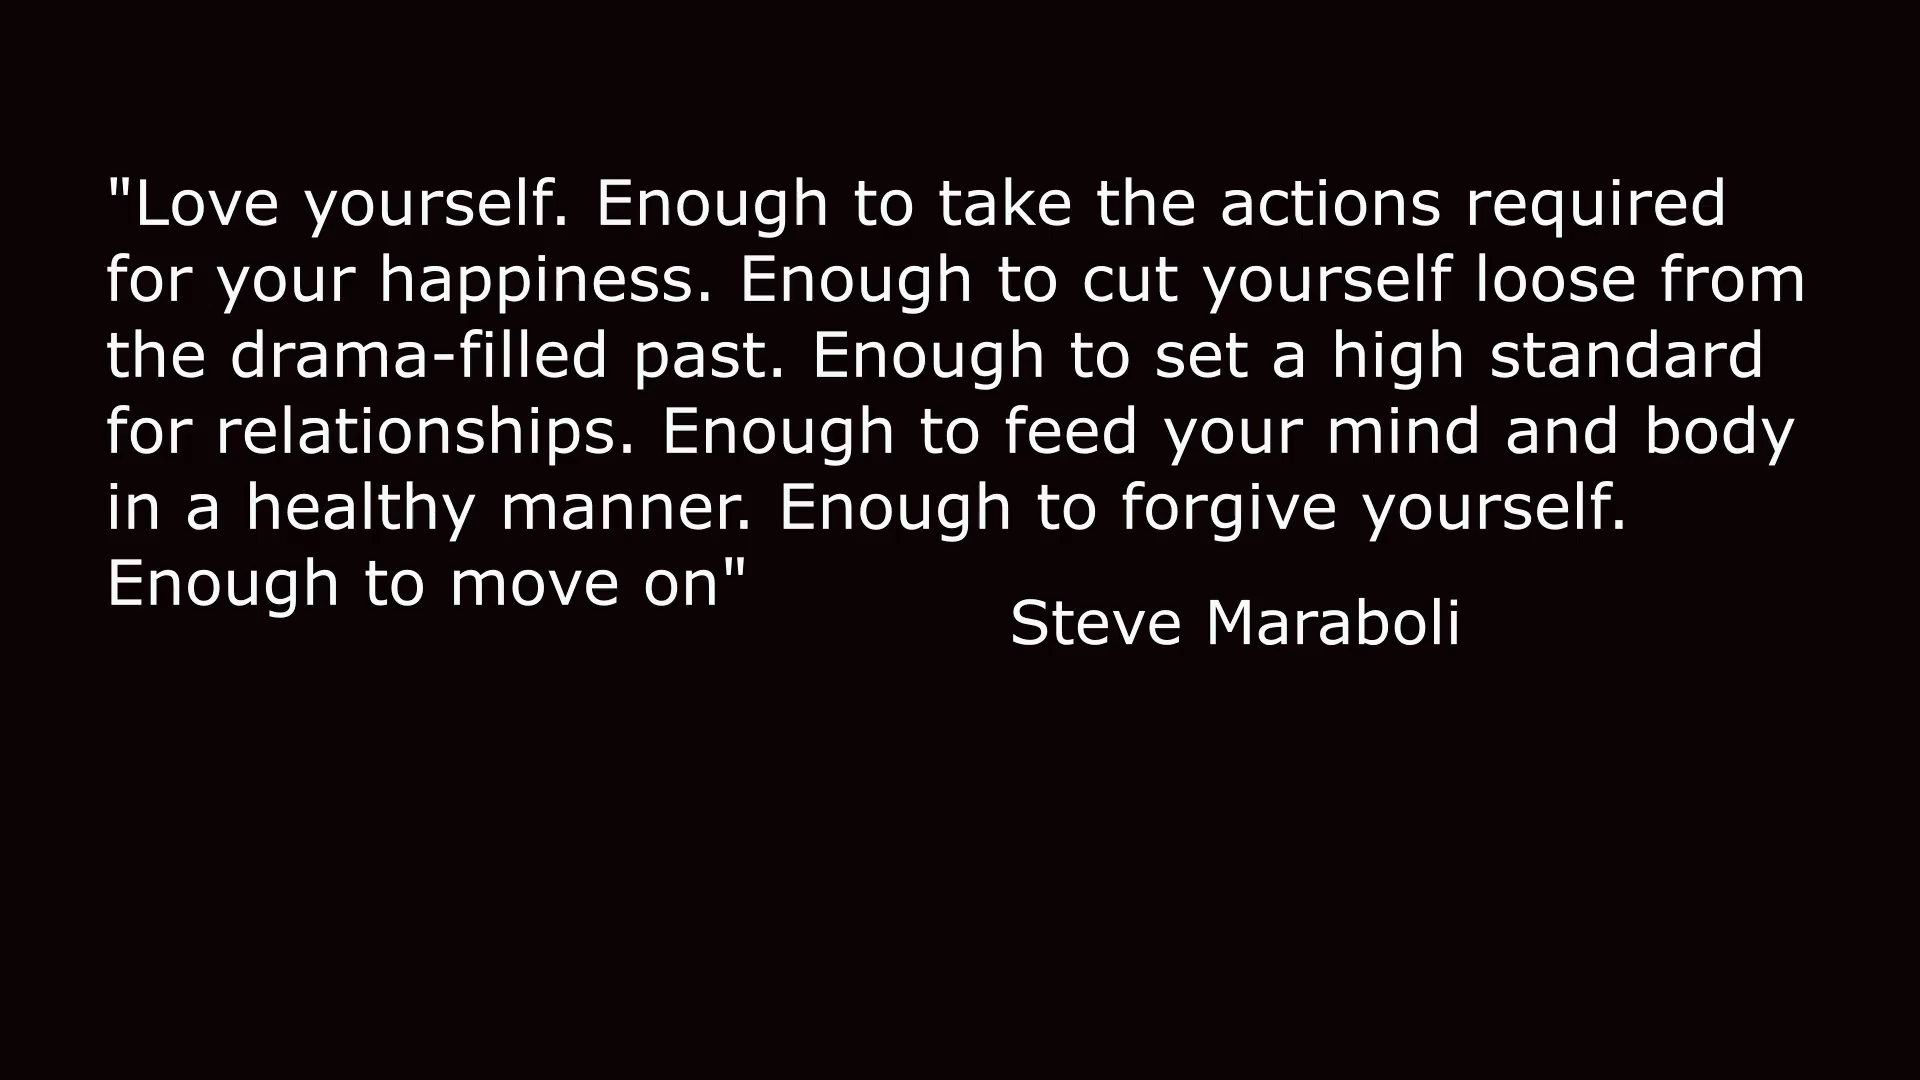 "Love yourself. Enough to take the actions required
for your happiness. Enough to cut yourself loose from
the drama-filled past. Enough to set a high standard
for relationships. Enough to feed your mind and body
in a healthy manner. Enough to forgive yourself.
Enough to move on"
Steve Maraboli